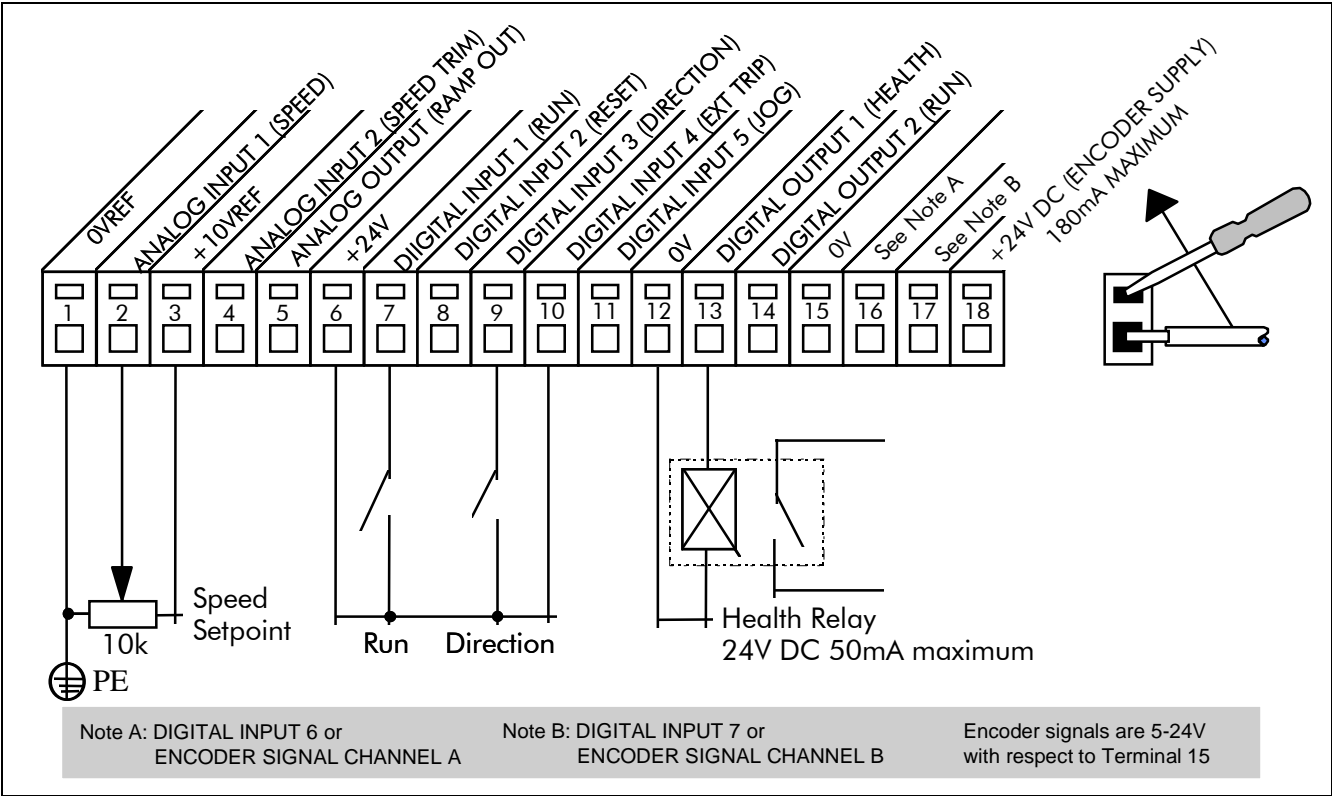 0VREF
ANALOG INPUT 1 (SPEED)
+10VREF
ANALOG INPUT 2 (SPEED TRIM)
ANALOG OUTPUT (RAMP OUT)
+24V
DIIGITAL INPUT 1 (RUN)
DIGITAL INPUT 2 (RESET)
DIGITAL INPUT 3 (DIRECTION)
DIGITAL INPUT 4 (EXT TRIP)
DIGITAL INPUT 5 (JOG)
0V
DIGITAL OUTPUT 1 (HEALTH)
DIGITAL OUTPUT 2 (RUN)
0V
See Note A
See Note B
+24V DC (ENCODER SUPPLY)
180mA MAXIMUM
1 2 3 4 5 6 7 8 9 10 11 12 13 14 15 16 17 18
Speed
Setpoint
10k
PE
Run Direction
Health Relay
24V DC 50mA maximum
Note A: DIGITAL INPUT 6 or
ENCODER SIGNAL CHANNEL A
Note B: DIGITAL INPUT 7 or
ENCODER SIGNAL CHANNEL B
Encoder signals are 5-24V
with respect to Terminal 15